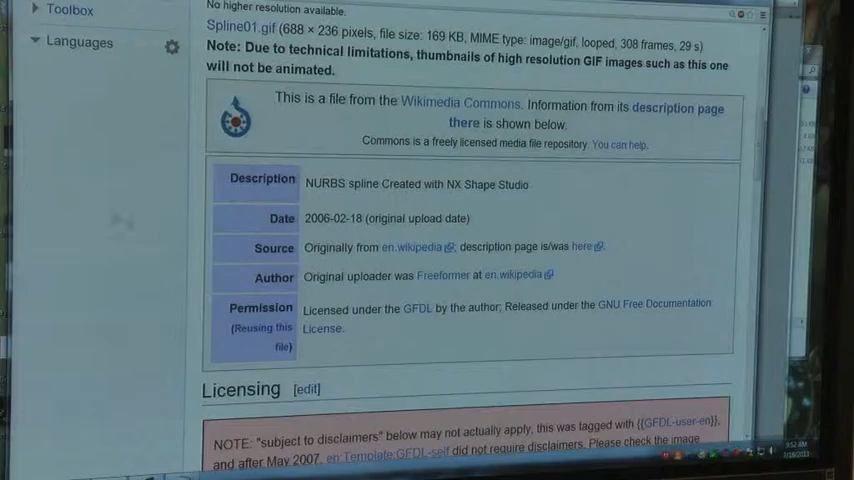 No higher resolution available.
Toolbox
Spline01.gif (688 × 236 pixels, file size: 169 KB, MIME type: image/gif, looped, 308 frames, 29 s)
Languages
Note: Due to technical limitations, thumbnails of high resolution GIF images such as this one
will not be animated.
This is a file from the Wikimedia Commons. Information from its description page
there is shown below.
Commons is a freely licensed media file repository. You can help.
Description NURBS spline Created with NX Shape Studio
Date 2006-02-18 (original upload date)
Source Originally from en.wikipedia; description page is/was here.
Author Original uploader was Freeformer at en.wikipedia
Permission Licensed under the GFDL by the author; Released under the GNU Free Documentation
(Reusing this License.
file)
Licensing [edit]
NOTE: "subject to disclaimers" below may not actually apply, this was tagged with {{GFDL-user-en}},
and after May 2007, en:Template:GFDL-self did not require disclaimers. Please check the image
9:52 AM
7/18/2013